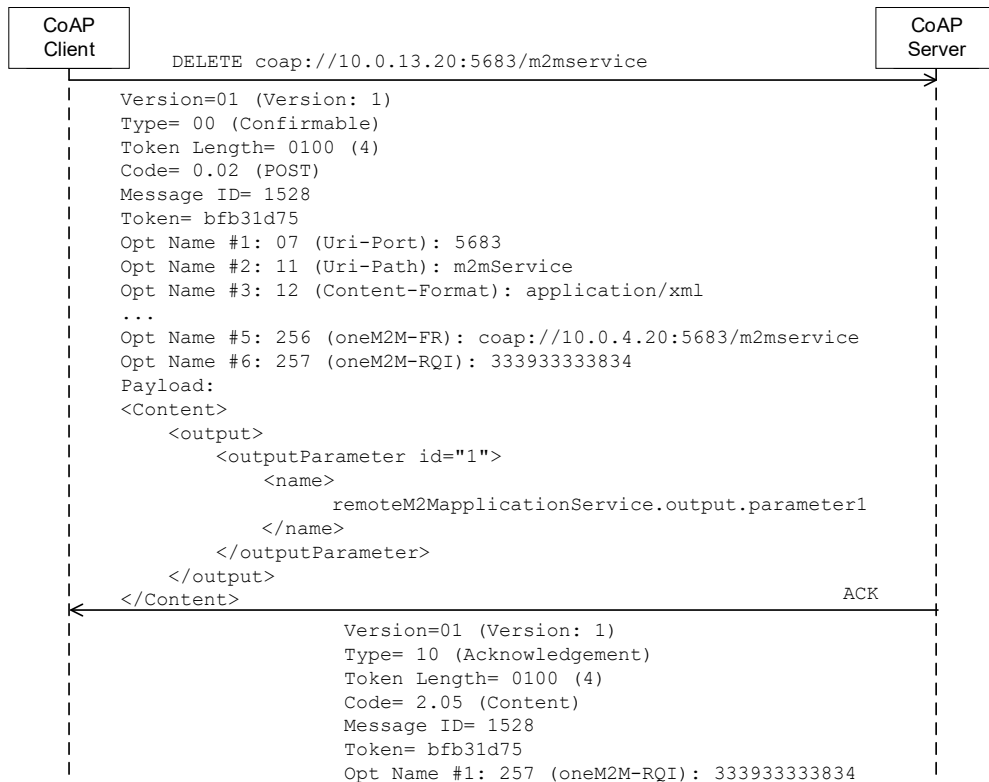 CoAP
Client
CoAP
Server
DELETE coap://10.0.13.20:5683/m2mservice
Version=01 (Version: 1)
Type= 00 (Confirmable)
Token Length= 0100 (4)
Code= 0.02 (POST)
Message ID= 1528
Token= bfb31d75
Opt Name #1: 07 (Uri-Port): 5683
Opt Name #2: 11 (Uri-Path): m2mService
Opt Name #3: 12 (Content-Format): application/xml
...
Opt Name #5: 256 (oneM2M-FR): coap://10.0.4.20:5683/m2mservice
Opt Name #6: 257 (oneM2M-RQI): 333933333834
Payload:
<Content>
<output>
<outputParameter id="1">
<name>
remoteM2MapplicationService.output.parameter1
</name>
</outputParameter>
</output>
</Content>
ACK
Version=01 (Version: 1)
Type= 10 (Acknowledgement)
Token Length= 0100 (4)
Code= 2.05 (Content)
Message ID= 1528
Token= bfb31d75
Opt Name #1: 257 (oneM2M-RQI): 333933333834